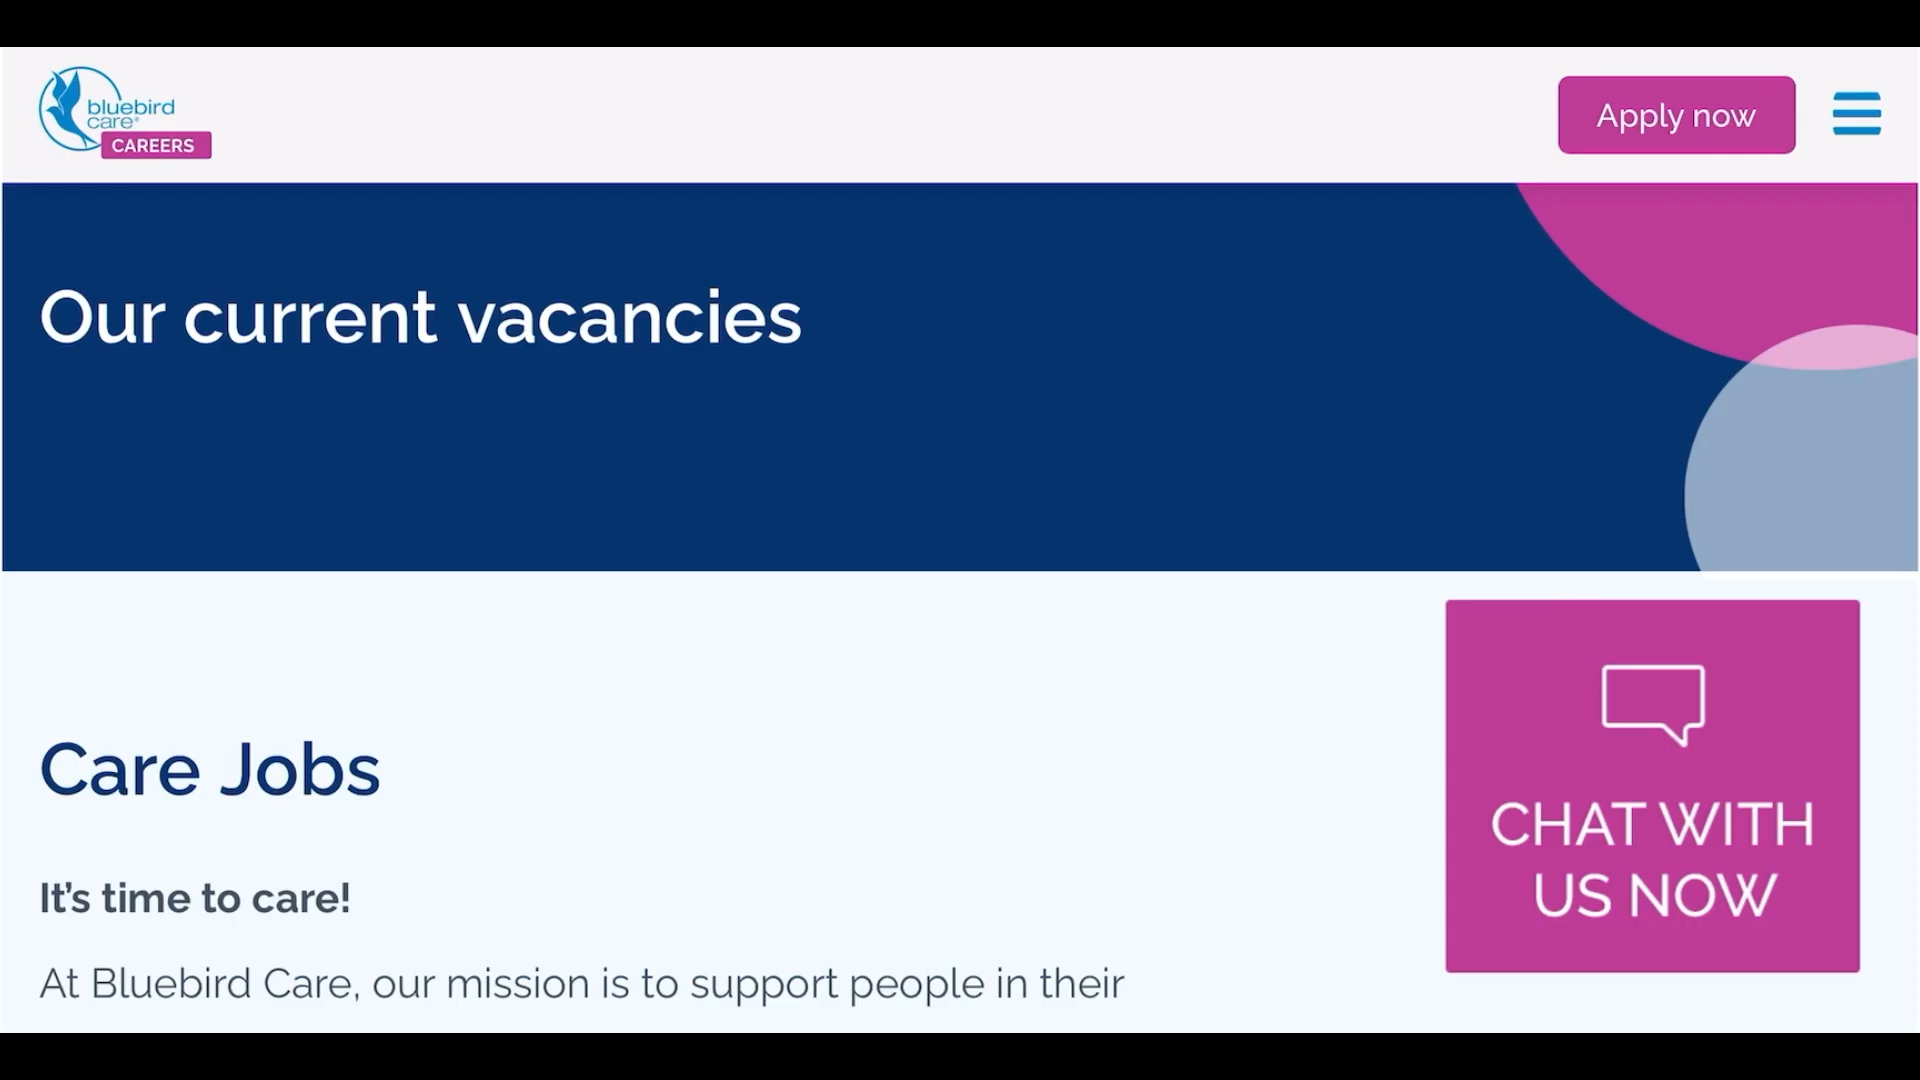 bluebird
care®
CAREERS
Apply now
Our current vacancies
Care Jobs
It’s time to care!
At Bluebird Care, our mission is to support people in their
CHAT WITH
US NOW